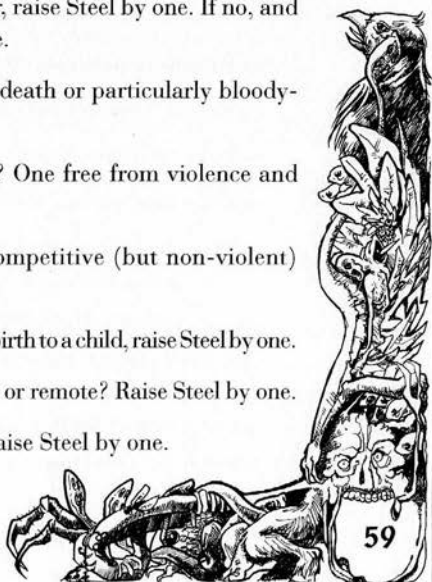 , raise Steel by one. If no, and
e.
death or particularly bloody-
? One free from violence and
ompetitive (but non-violent)
birth to a child, raise Steel by one.
or remote? Raise Steel by one.
aise Steel by one.
59